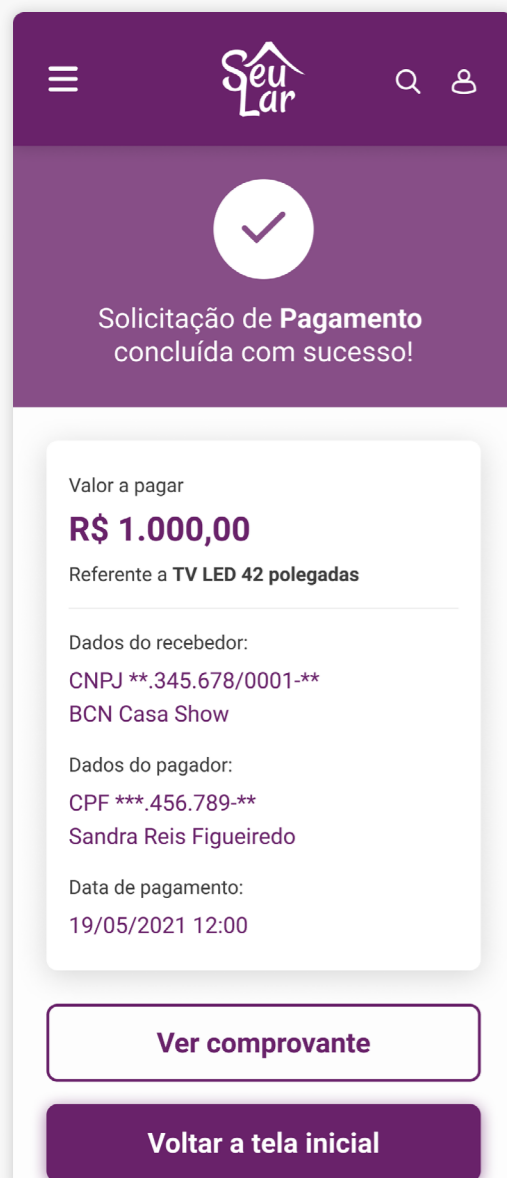 Seu
Lar
Solicitação de Pagamento
concluída com sucesso!
Valor a pagar
R$ 1.000,00
Referente a TV LED 42 polegadas
Dados do recebedor:
CNPJ **.345.678/0001-**
BCN Casa Show
Dados do pagador:
CPF ***.456.789-**
Sandra Reis Figueiredo
Data de pagamento:
19/05/2021 12:00
Ver comprovante
Voltar a tela inicial